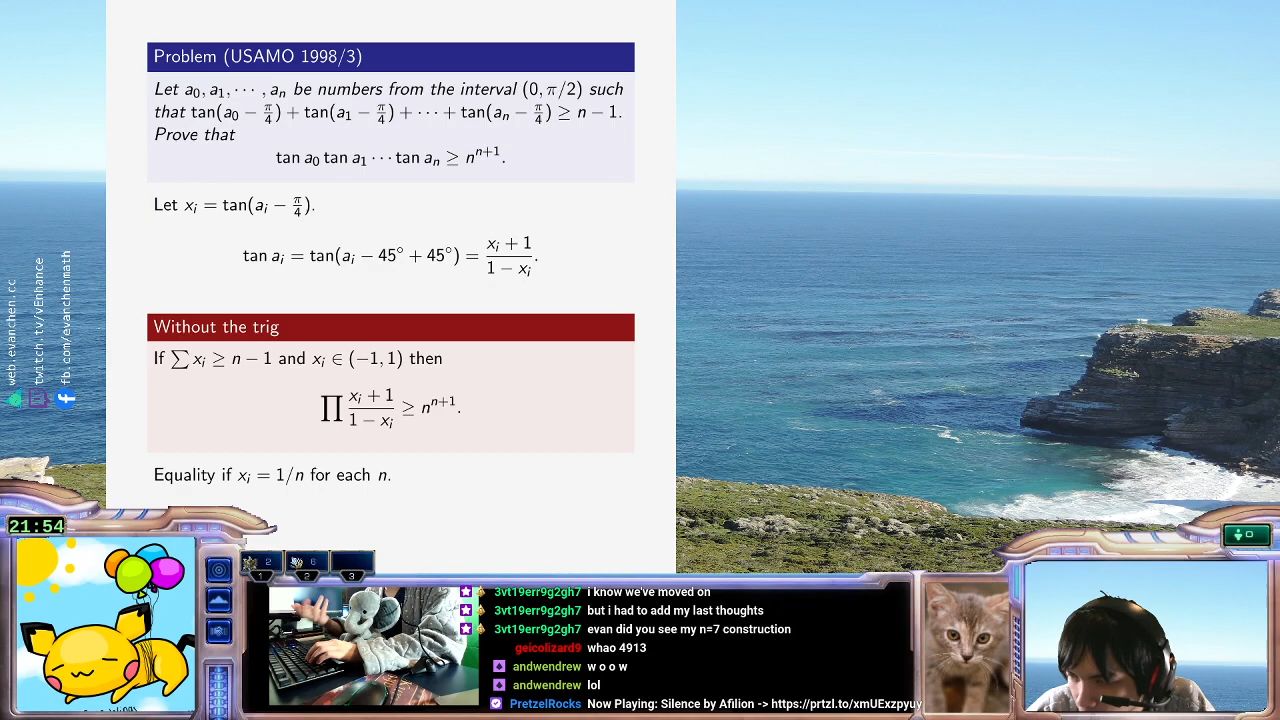 Problem (USAMO 1998/3)
Let a₀, a₁, ⋯ , aₙ be numbers from the interval (0, π/2) such
that tan(a₀ − π/4) + tan(a₁ − π/4) + ⋯ + tan(aₙ − π/4) ≥ n − 1.
Prove that
tan a₀ tan a₁ ⋯ tan aₙ ≥ nⁿ⁺¹.
Let xᵢ = tan(aᵢ − π/4).
tan aᵢ = tan(aᵢ − 45° + 45°) = (xᵢ + 1)/(1 − xᵢ).
Without the trig
If ∑ xᵢ ≥ n − 1 and xᵢ ∈ (−1, 1) then
∏ (xᵢ + 1)/(1 − xᵢ) ≥ nⁿ⁺¹.
Equality if xᵢ = 1/n for each n.
web.evanchen.cc
twitch.tv/vEnhance
fb.com/evanchenmath
21:54
2
6
1
2
3
3vt19err9g2gh7 i know we've moved on
3vt19err9g2gh7 but i had to add my last thoughts
3vt19err9g2gh7 evan did you see my n=7 construction
geicolizard9 whao 4913
andwendrew w o o w
andwendrew lol
PretzelRocks Now Playing: Silence by Afilion -> https://prtzl.to/xmUExzpyuy